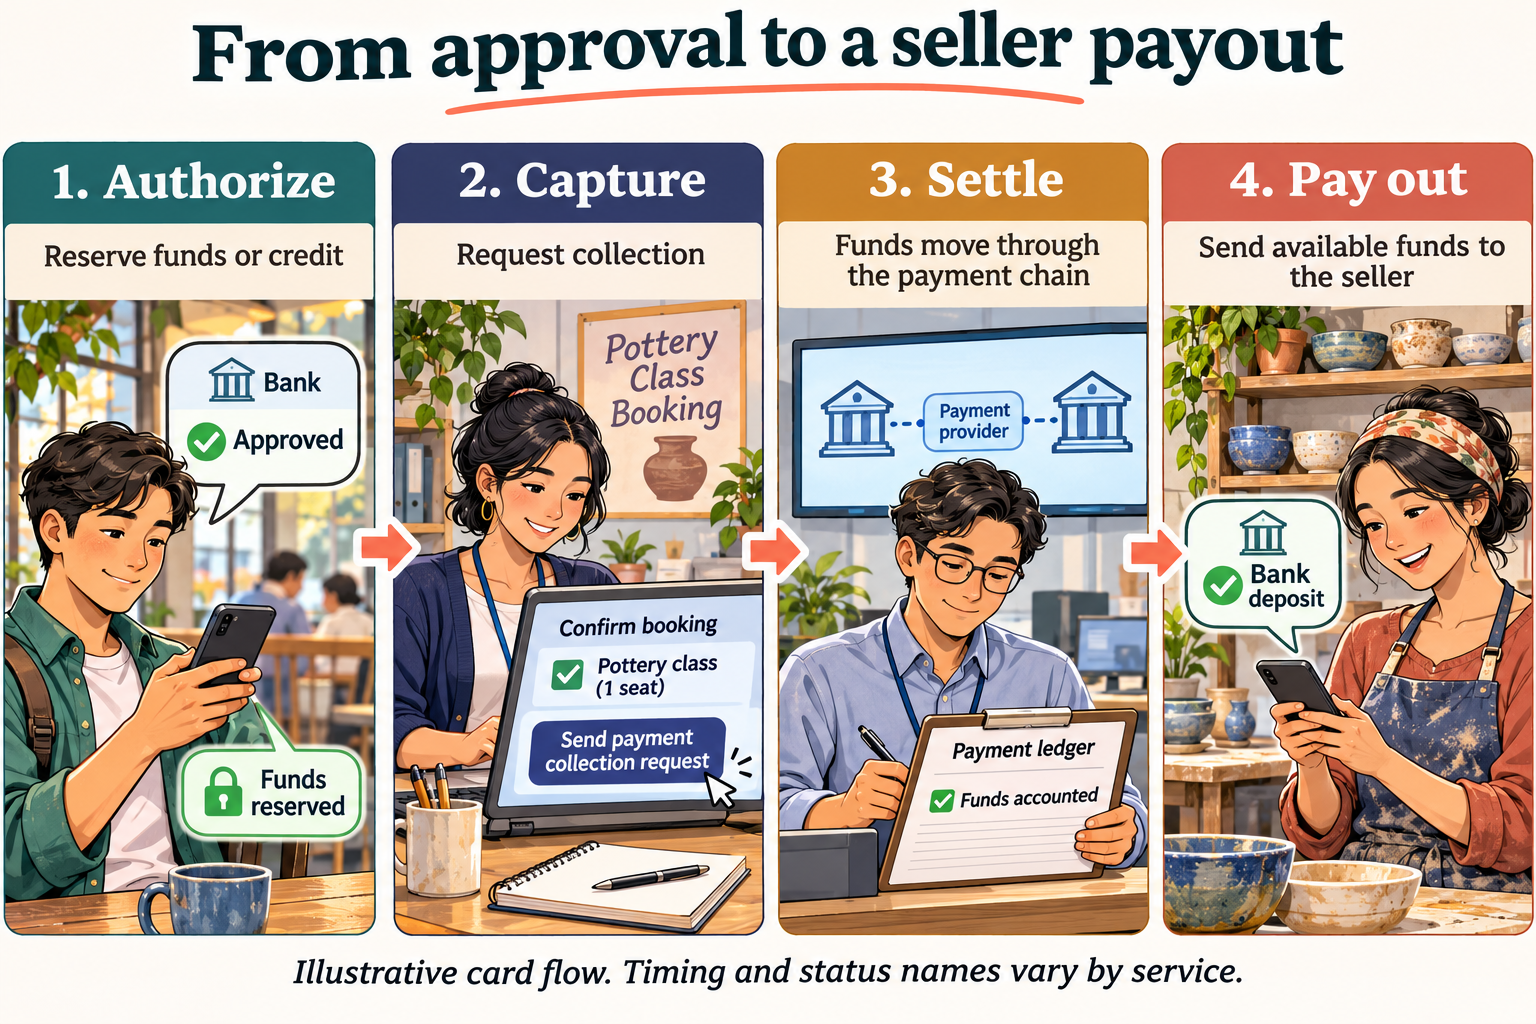 From approval to a seller payout
1. Authorize
Reserve funds or credit
Bank
Approved
Funds
reserved
2. Capture
Request collection
Pottery
Class
Booking
Confirm booking
Pottery class
(1 seat)
Send payment
collection request
3. Settle
Funds move through
the payment chain
Payment
provider
Payment ledger
Funds accounted
4. Pay out
Send available funds to
the seller
Bank
deposit
Illustrative card flow. Timing and status names vary by service.